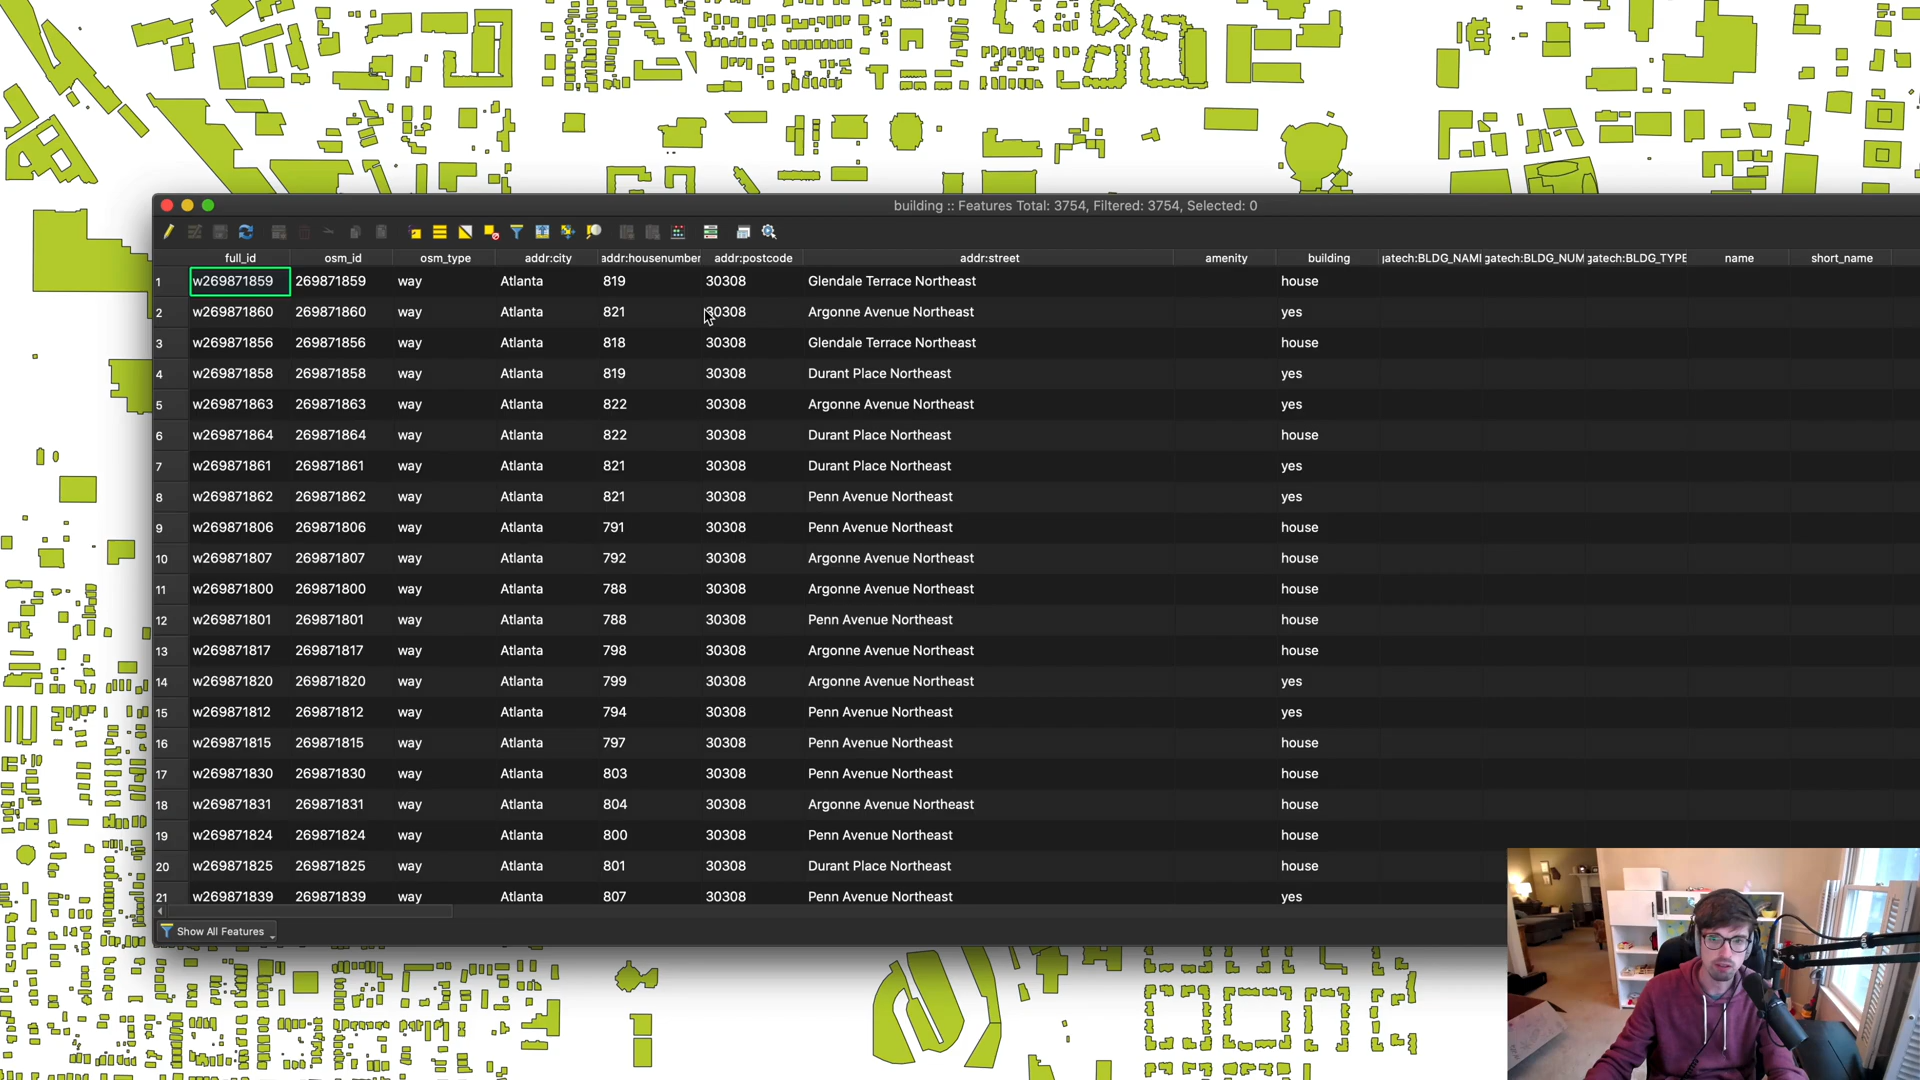 building :: Features Total: 3754, Filtered: 3754, Selected: 0
full_id osm_id osm_type addr:city addr:housenumber addr:postcode addr:street amenity building gatech:BLDG_NAM gatech:BLDG_NUM gatech:BLDG_TYPE name short_name
1 w269871859 269871859 way Atlanta 819 30308 Glendale Terrace Northeast house
2 w269871860 269871860 way Atlanta 821 30308 Argonne Avenue Northeast yes
3 w269871856 269871856 way Atlanta 818 30308 Glendale Terrace Northeast house
4 w269871858 269871858 way Atlanta 819 30308 Durant Place Northeast yes
5 w269871863 269871863 way Atlanta 822 30308 Argonne Avenue Northeast yes
6 w269871864 269871864 way Atlanta 822 30308 Durant Place Northeast house
7 w269871861 269871861 way Atlanta 821 30308 Durant Place Northeast yes
8 w269871862 269871862 way Atlanta 821 30308 Penn Avenue Northeast yes
9 w269871806 269871806 way Atlanta 791 30308 Penn Avenue Northeast house
10 w269871807 269871807 way Atlanta 792 30308 Argonne Avenue Northeast house
11 w269871800 269871800 way Atlanta 788 30308 Argonne Avenue Northeast house
12 w269871801 269871801 way Atlanta 788 30308 Penn Avenue Northeast house
13 w269871817 269871817 way Atlanta 798 30308 Argonne Avenue Northeast house
14 w269871820 269871820 way Atlanta 799 30308 Argonne Avenue Northeast yes
15 w269871812 269871812 way Atlanta 794 30308 Penn Avenue Northeast yes
16 w269871815 269871815 way Atlanta 797 30308 Penn Avenue Northeast house
17 w269871830 269871830 way Atlanta 803 30308 Penn Avenue Northeast house
18 w269871831 269871831 way Atlanta 804 30308 Argonne Avenue Northeast house
19 w269871824 269871824 way Atlanta 800 30308 Penn Avenue Northeast house
20 w269871825 269871825 way Atlanta 801 30308 Durant Place Northeast house
21 w269871839 269871839 way Atlanta 807 30308 Penn Avenue Northeast yes
Show All Features